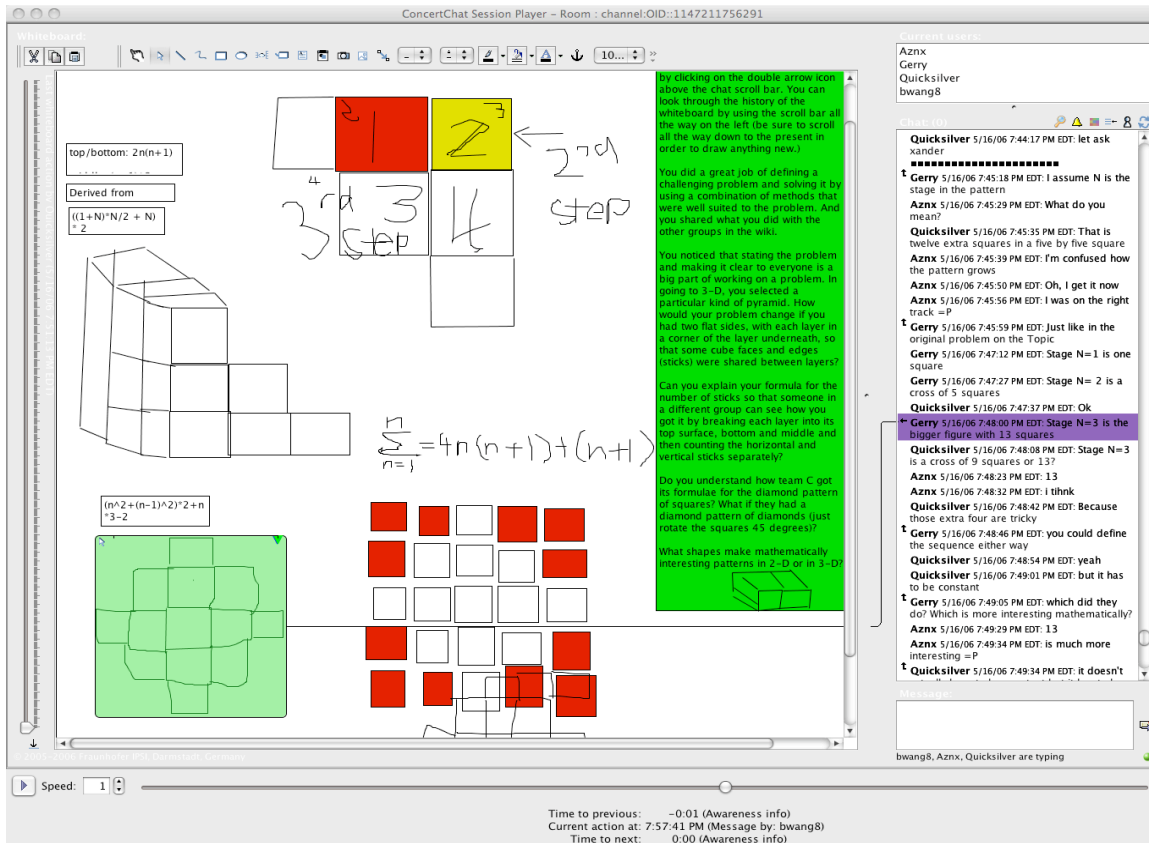 ConcertChat Session Player – Room : channel:OID::1147211756291
Whiteboard:
10...
top/bottom: 2n(n+1)
Derived from
((1+N)*N/2 + N)
* 2
2
1
3
2
2nd
step
4
3rd
step
3
4
n
∑ =4n(n+1)+(n+1)
n=1
(n^2+(n-1)^2)*2+n
*3-2
by clicking on the double arrow icon
above the chat scroll bar. You can
look through the history of the
whiteboard by using the scroll bar all
the way on the left (be sure to scroll
all the way down to the present in
order to draw anything new.)
You did a great job of defining a
challenging problem and solving it by
using a combination of methods that
were well suited to the problem. And
you shared what you did with the
other groups in the wiki.
You noticed that stating the problem
and making it clear to everyone is a
big part of working on a problem. In
going to 3-D, you selected a
particular kind of pyramid. How
would your problem change if you
had two flat sides, with each layer in
a corner of the layer underneath, so
that some cube faces and edges
(sticks) were shared between layers?
Can you explain your formula for the
number of sticks so that someone in
a different group can see how you
got it by breaking each layer into its
top surface, bottom and middle and
then counting the horizontal and
vertical sticks separately?
Do you understand how team C got
its formulae for the diamond pattern
of squares? What if they had a
diamond pattern of diamonds (just
rotate the squares 45 degrees)?
What shapes make mathematically
interesting patterns in 2-D or in 3-D?
Current users:
Aznx
Gerry
Quicksilver
bwang8
Chat: (0)
Quicksilver 5/16/06 7:44:17 PM EDT: let ask
xander
Gerry 5/16/06 7:45:18 PM EDT: I assume N is the
stage in the pattern
Aznx 5/16/06 7:45:29 PM EDT: What do you
mean?
Quicksilver 5/16/06 7:45:35 PM EDT: That is
twelve extra squares in a five by five square
Aznx 5/16/06 7:45:39 PM EDT: I'm confused how
the pattern grows
Aznx 5/16/06 7:45:50 PM EDT: Oh, I get it now
Aznx 5/16/06 7:45:56 PM EDT: I was on the right
track =P
Gerry 5/16/06 7:45:59 PM EDT: Just like in the
original problem on the Topic
Gerry 5/16/06 7:47:12 PM EDT: Stage N=1 is one
square
Gerry 5/16/06 7:47:27 PM EDT: Stage N= 2 is a
cross of 5 squares
Quicksilver 5/16/06 7:47:37 PM EDT: Ok
Gerry 5/16/06 7:48:00 PM EDT: Stage N=3 is the
bigger figure with 13 squares
Quicksilver 5/16/06 7:48:08 PM EDT: Stage N=3
is a cross of 9 squares or 13?
Aznx 5/16/06 7:48:23 PM EDT: 13
Aznx 5/16/06 7:48:32 PM EDT: i tihnk
Quicksilver 5/16/06 7:48:42 PM EDT: Because
those extra four are tricky
Gerry 5/16/06 7:48:46 PM EDT: you could define
the sequence either way
Quicksilver 5/16/06 7:48:54 PM EDT: yeah
Quicksilver 5/16/06 7:49:01 PM EDT: but it has
to be constant
Gerry 5/16/06 7:49:05 PM EDT: which did they
do? Which is more interesting mathematically?
Aznx 5/16/06 7:49:29 PM EDT: 13
Aznx 5/16/06 7:49:34 PM EDT: is much more
interesting =P
Quicksilver 5/16/06 7:49:34 PM EDT: it doesn't
Message:
bwang8, Aznx, Quicksilver are typing
Speed: 1
Time to previous: -0:01 (Awareness info)
Current action at: 7:57:41 PM (Message by: bwang8)
Time to next: 0:00 (Awareness info)